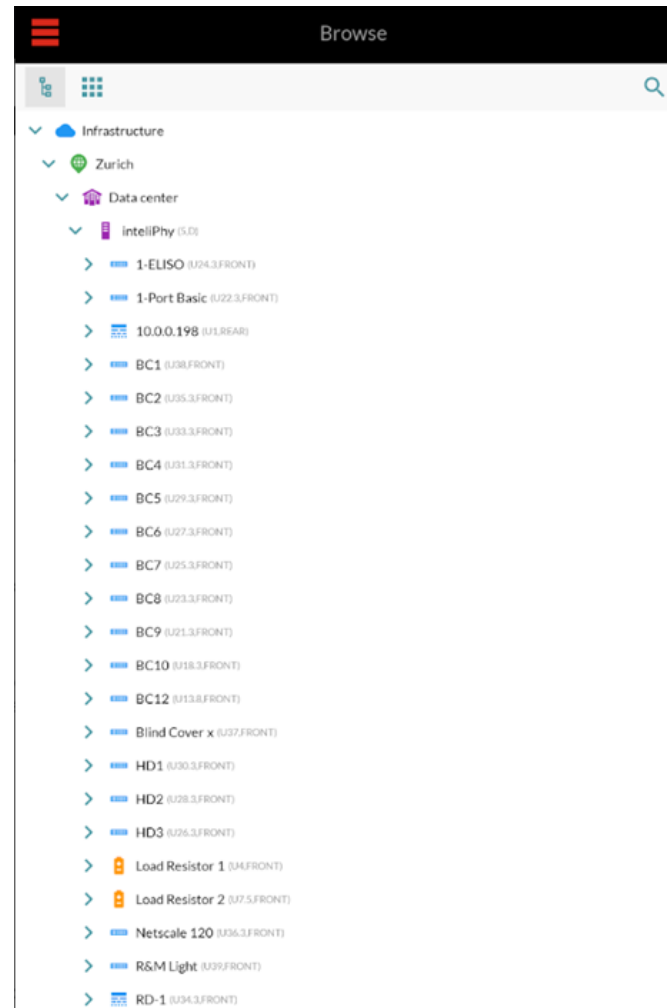 Browse
Infrastructure
Zurich
Data center
inteliPhy (S,D)
1-ELISO (U24.3,FRONT)
1-Port Basic (U22.3,FRONT)
10.0.0.198 (U1,REAR)
BC1 (U38,FRONT)
BC2 (U35.3,FRONT)
BC3 (U33.3,FRONT)
BC4 (U31.3,FRONT)
BC5 (U29.3,FRONT)
BC6 (U27.3,FRONT)
BC7 (U25.3,FRONT)
BC8 (U23.3,FRONT)
BC9 (U21.3,FRONT)
BC10 (U18.3,FRONT)
BC12 (U13.8,FRONT)
Blind Cover x (U37,FRONT)
HD1 (U30.3,FRONT)
HD2 (U28.3,FRONT)
HD3 (U26.3,FRONT)
Load Resistor 1 (U4,FRONT)
Load Resistor 2 (U7.5,FRONT)
Netscale 120 (U36.3,FRONT)
R&M Light (U39,FRONT)
RD-1 (U34.3,FRONT)